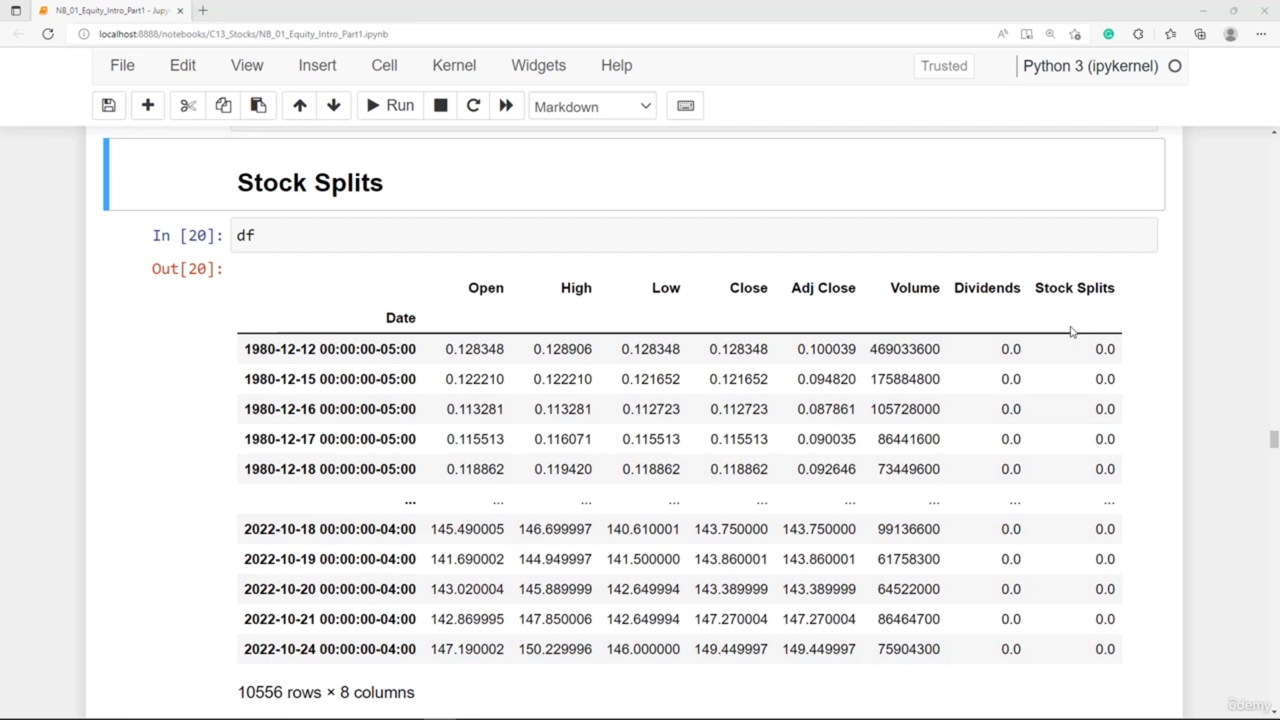 NB_01_Equity_Intro_Part1 - Jupy
localhost:8888/notebooks/C13_Stocks/NB_01_Equity_Intro_Part1.ipynb
File Edit View Insert Cell Kernel Widgets Help Trusted Python 3 (ipykernel)
Run Markdown
Stock Splits
In [20]: df
Out[20]:
Open High Low Close Adj Close Volume Dividends Stock Splits
Date
1980-12-12 00:00:00-05:00 0.128348 0.128906 0.128348 0.128348 0.100039 469033600 0.0 0.0
1980-12-15 00:00:00-05:00 0.122210 0.122210 0.121652 0.121652 0.094820 175884800 0.0 0.0
1980-12-16 00:00:00-05:00 0.113281 0.113281 0.112723 0.112723 0.087861 105728000 0.0 0.0
1980-12-17 00:00:00-05:00 0.115513 0.116071 0.115513 0.115513 0.090035 86441600 0.0 0.0
1980-12-18 00:00:00-05:00 0.118862 0.119420 0.118862 0.118862 0.092646 73449600 0.0 0.0
... ... ... ... ... ... ... ... ...
2022-10-18 00:00:00-04:00 145.490005 146.699997 140.610001 143.750000 143.750000 99136600 0.0 0.0
2022-10-19 00:00:00-04:00 141.690002 144.949997 141.500000 143.860001 143.860001 61758300 0.0 0.0
2022-10-20 00:00:00-04:00 143.020004 145.889999 142.649994 143.389999 143.389999 64522000 0.0 0.0
2022-10-21 00:00:00-04:00 142.869995 147.850006 142.649994 147.270004 147.270004 86464700 0.0 0.0
2022-10-24 00:00:00-04:00 147.190002 150.229996 146.000000 149.449997 149.449997 75904300 0.0 0.0
10556 rows × 8 columns
ûdemy